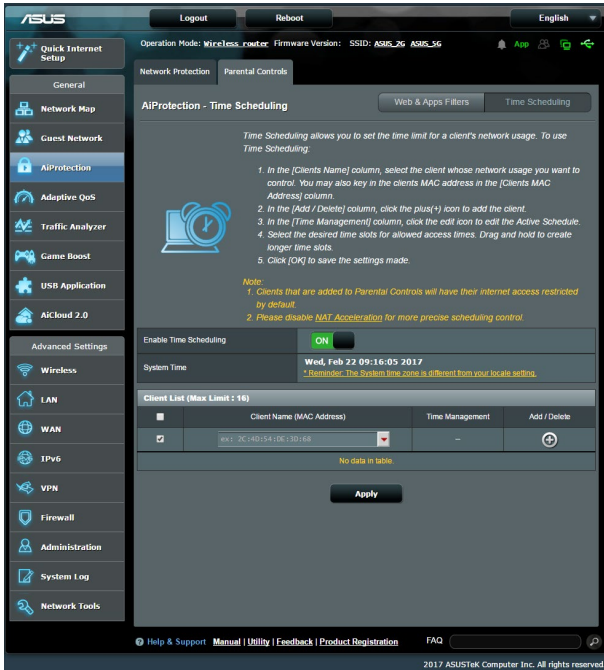 ASUS
Logout
Reboot
English
Quick Internet
Setup
Operation Mode: Wireless router Firmware Version: SSID: ASUS_2G ASUS_5G
App
Network Protection
Parental Controls
General
Network Map
Guest Network
AiProtection
Adaptive QoS
Traffic Analyzer
Game Boost
USB Application
AiCloud 2.0
Advanced Settings
Wireless
LAN
WAN
IPv6
VPN
Firewall
Administration
System Log
Network Tools
AiProtection - Time Scheduling
Web & Apps Filters
Time Scheduling
Time Scheduling allows you to set the time limit for a client's network usage. To use
Time Scheduling:
1. In the [Clients Name] column, select the client whose network usage you want to
control. You may also key in the clients MAC address in the [Clients MAC
Address] column.
2. In the [Add / Delete] column, click the plus(+) icon to add the client.
3. In the [Time Management] column, click the edit icon to edit the Active Schedule.
4. Select the desired time slots for allowed access times. Drag and hold to create
longer time slots.
5. Click [OK] to save the settings made.
Note:
1. Clients that are added to Parental Controls will have their internet access restricted
by default.
2. Please disable NAT Acceleration for more precise scheduling control.
Enable Time Scheduling
ON
System Time
Wed, Feb 22 09:16:05 2017
* Reminder: The System time zone is different from your locale setting.
Client List (Max Limit : 16)
Client Name (MAC Address)
Time Management
Add / Delete
ex: 2C:4D:54:DE:3D:68
–
No data in table.
Apply
Help & Support Manual | Utility | Feedback | Product Registration
FAQ
2017 ASUSTeK Computer Inc. All rights reserved